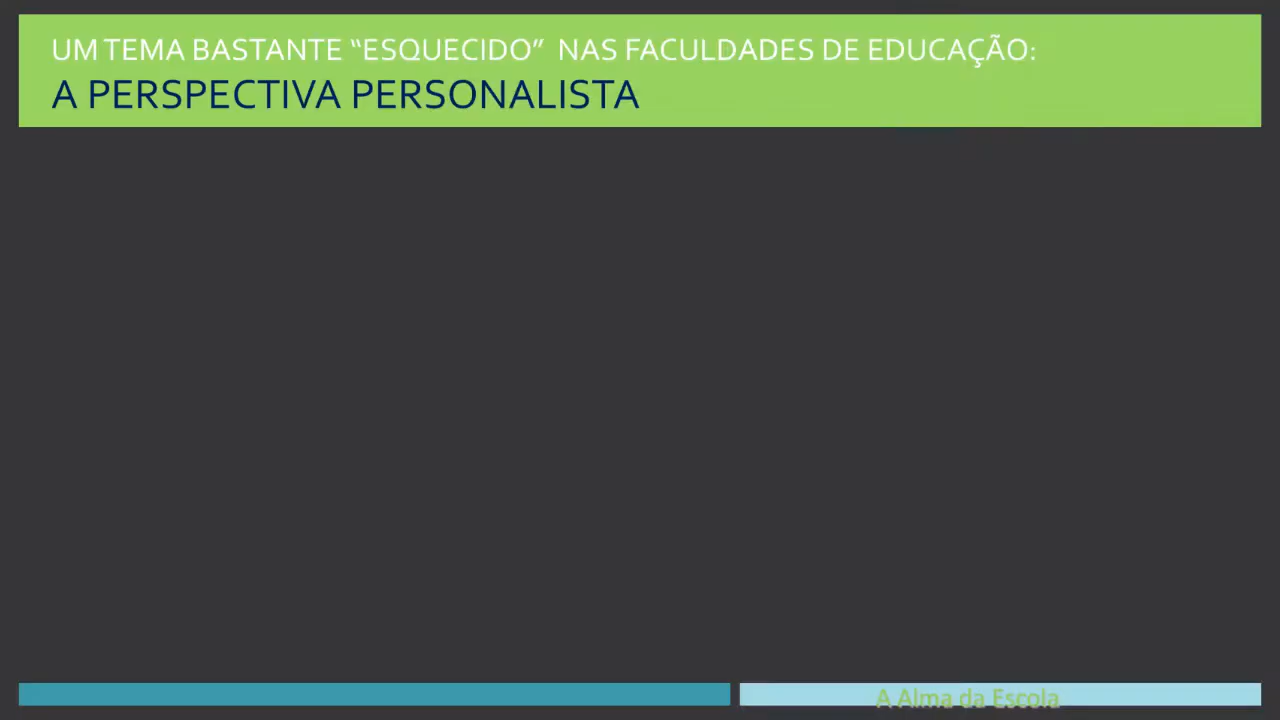 UM TEMA BASTANTE “ESQUECIDO” NAS FACULDADES DE EDUCAÇÃO:
A PERSPECTIVA PERSONALISTA
A Alma da Escola